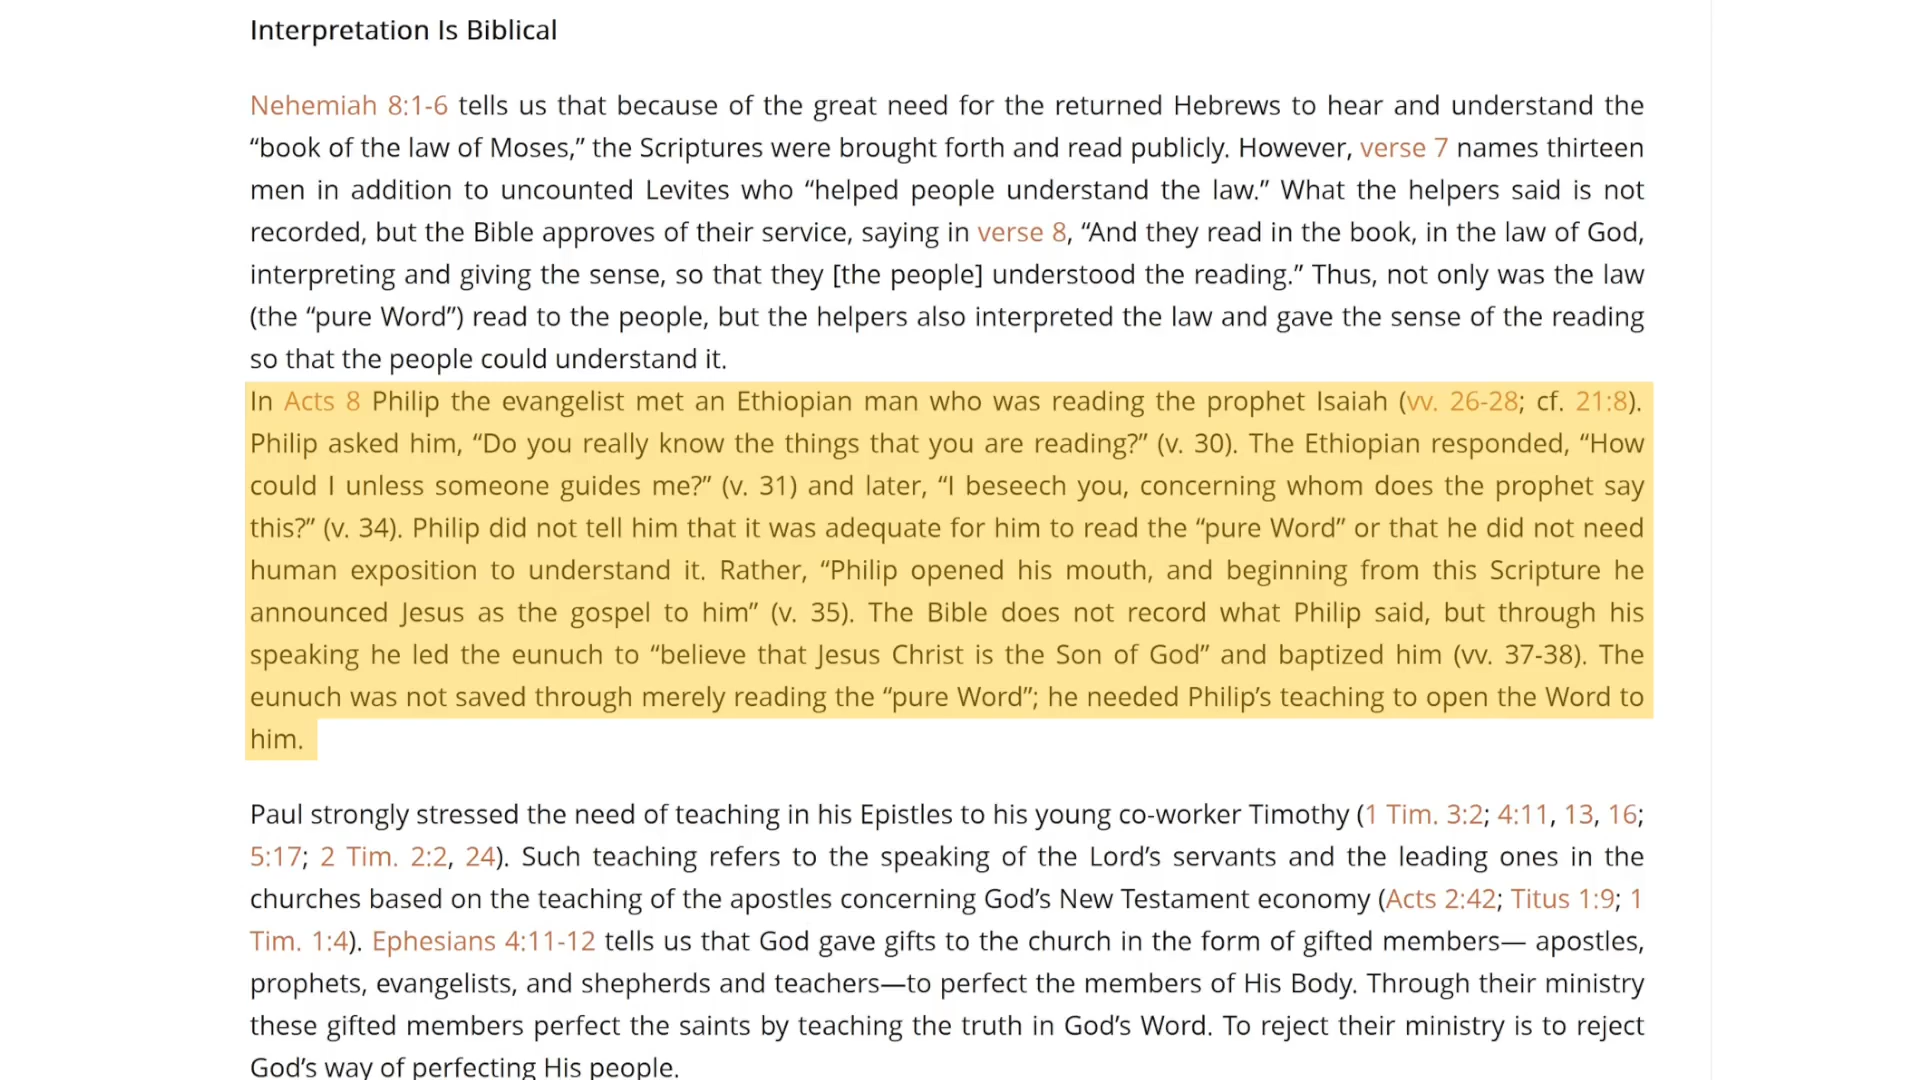 Interpretation Is Biblical
Nehemiah 8:1-6 tells us that because of the great need for the returned Hebrews to hear and understand the
“book of the law of Moses,” the Scriptures were brought forth and read publicly. However, verse 7 names thirteen
men in addition to uncounted Levites who “helped people understand the law.” What the helpers said is not
recorded, but the Bible approves of their service, saying in verse 8, “And they read in the book, in the law of God,
interpreting and giving the sense, so that they [the people] understood the reading.” Thus, not only was the law
(the “pure Word”) read to the people, but the helpers also interpreted the law and gave the sense of the reading
so that the people could understand it.
In Acts 8 Philip the evangelist met an Ethiopian man who was reading the prophet Isaiah (vv. 26-28; cf. 21:8).
Philip asked him, “Do you really know the things that you are reading?” (v. 30). The Ethiopian responded, “How
could I unless someone guides me?” (v. 31) and later, “I beseech you, concerning whom does the prophet say
this?” (v. 34). Philip did not tell him that it was adequate for him to read the “pure Word” or that he did not need
human exposition to understand it. Rather, “Philip opened his mouth, and beginning from this Scripture he
announced Jesus as the gospel to him” (v. 35). The Bible does not record what Philip said, but through his
speaking he led the eunuch to “believe that Jesus Christ is the Son of God” and baptized him (vv. 37-38). The
eunuch was not saved through merely reading the “pure Word”; he needed Philip’s teaching to open the Word to
him.
Paul strongly stressed the need of teaching in his Epistles to his young co-worker Timothy (1 Tim. 3:2; 4:11, 13, 16;
5:17; 2 Tim. 2:2, 24). Such teaching refers to the speaking of the Lord’s servants and the leading ones in the
churches based on the teaching of the apostles concerning God’s New Testament economy (Acts 2:42; Titus 1:9; 1
Tim. 1:4). Ephesians 4:11-12 tells us that God gave gifts to the church in the form of gifted members— apostles,
prophets, evangelists, and shepherds and teachers—to perfect the members of His Body. Through their ministry
these gifted members perfect the saints by teaching the truth in God’s Word. To reject their ministry is to reject
God’s way of perfecting His people.